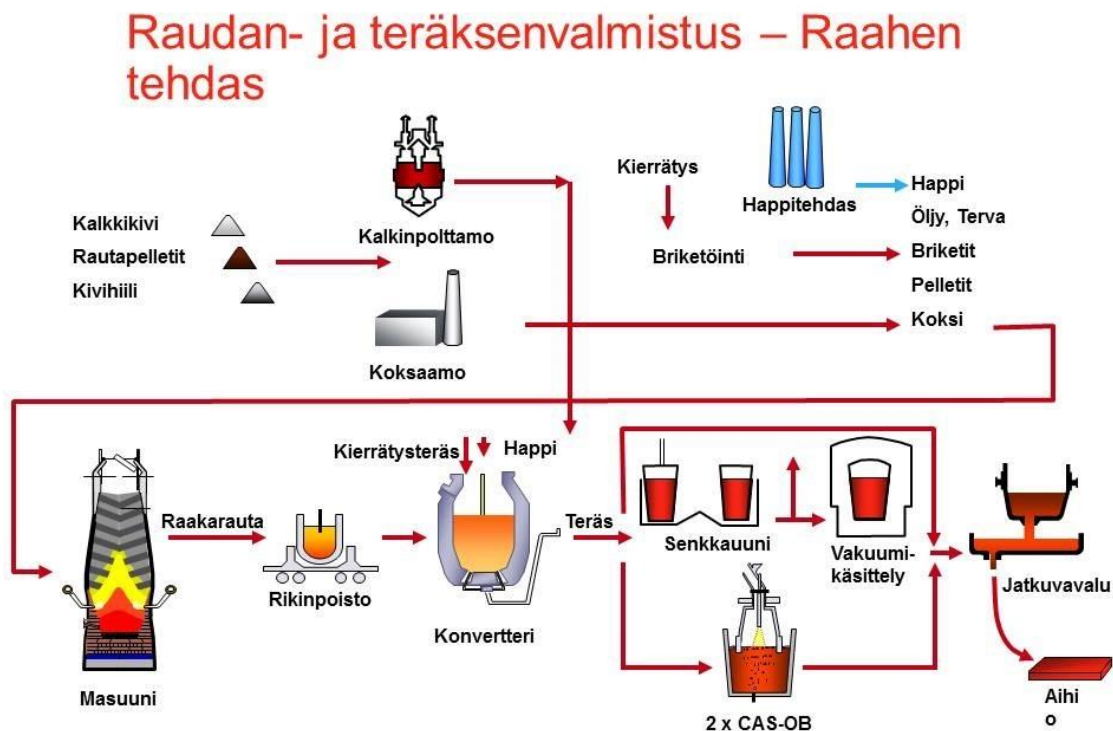 Raudan- ja teräksenvalmistus – Raahen
tehdas
Kalkkikivi
Rautapelletit
Kivihiili
Kalkinpolttamo
Koksaamo
Kierrätys
Briketöinti
Happitehdas
Happi
Öljy, Terva
Briketit
Pelletit
Koksi
Masuuni
Raakarauta
Rikinpoisto
Kierrätysteräs
Happi
Konvertteri
Teräs
Senkkauuni
Vakuumi-
käsittely
2 x CAS-OB
Jatkuvavalu
Aihi
o